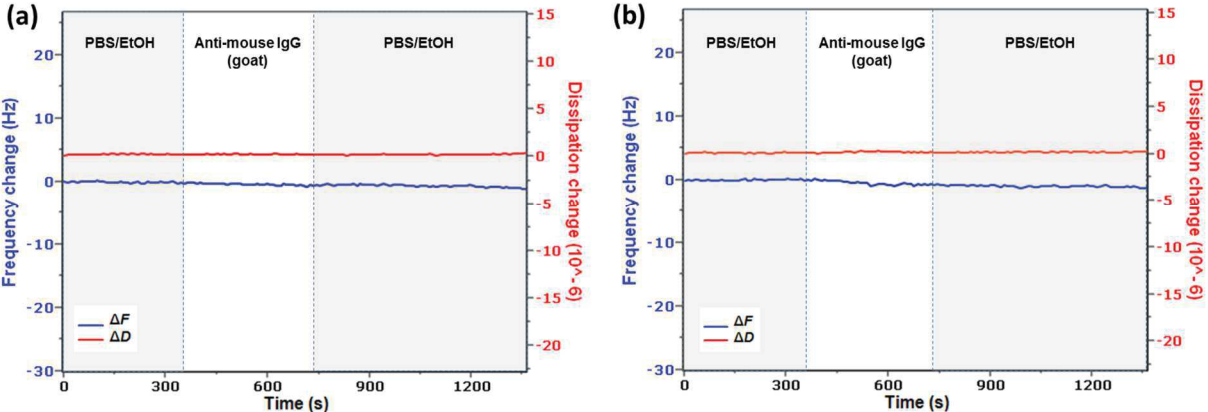 (a)
PBS/EtOH
Anti-mouse IgG
(goat)
PBS/EtOH
Frequency change (Hz)
20
10
0
-10
-20
-30
15
10
5
0
-5
-10
-15
-20
Dissipation change (10^-6)
ΔF
ΔD
0
300
600
900
1200
Time (s)
(b)
PBS/EtOH
Anti-mouse IgG
(goat)
PBS/EtOH
Frequency change (Hz)
20
10
0
-10
-20
-30
15
10
5
0
-5
-10
-15
-20
Dissipation change (10^-6)
ΔF
ΔD
0
300
600
900
1200
Time (s)